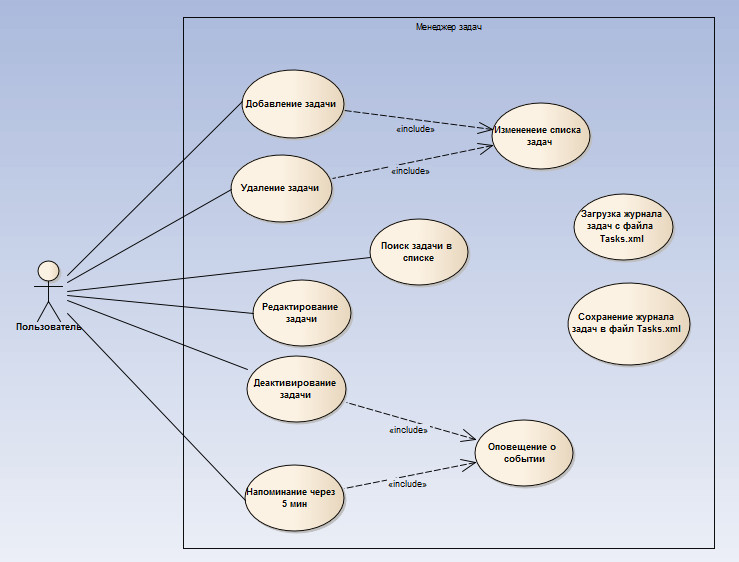 Менеджер задач
Добавление задачи
«include»
Измененеие списка
задач
Удаление задачи
«include»
Загрузка журнала
задач с файла
Tasks.xml
Поиск задачи в
списке
Пользователь
Редактирование
задачи
Сохранение журнала
задач в файл Tasks.xml
Деактивирование
задачи
«include»
Оповещение о
событии
Напоминание через
5 мин
«include»